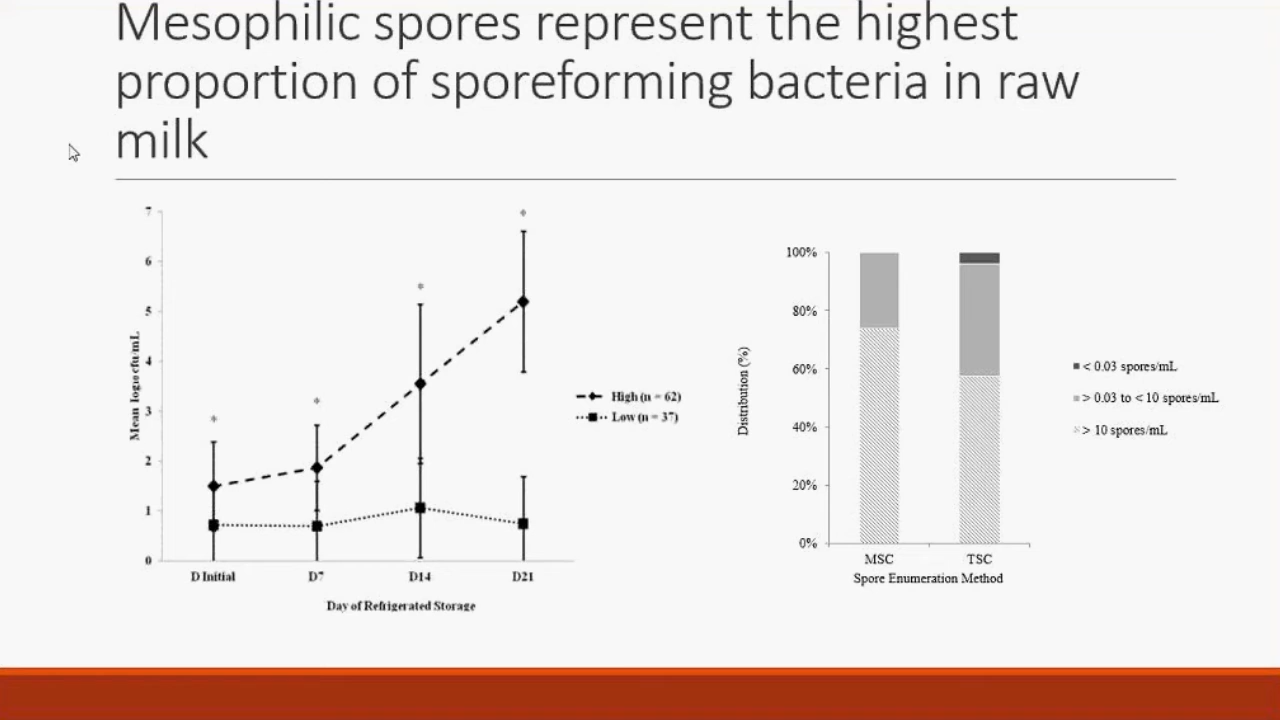 Mesophilic spores represent the highest
proportion of sporeforming bacteria in raw
milk
7
6
5
4
3
2
1
0
Mean log10 cfu/mL
*
*
*
*
D Initial
D7
D14
D21
Day of Refrigerated Storage
High (n = 62)
Low (n = 37)
100%
80%
60%
40%
20%
0%
Distribution (%)
MSC
TSC
Spore Enumeration Method
< 0.03 spores/mL
> 0.03 to < 10 spores/mL
> 10 spores/mL